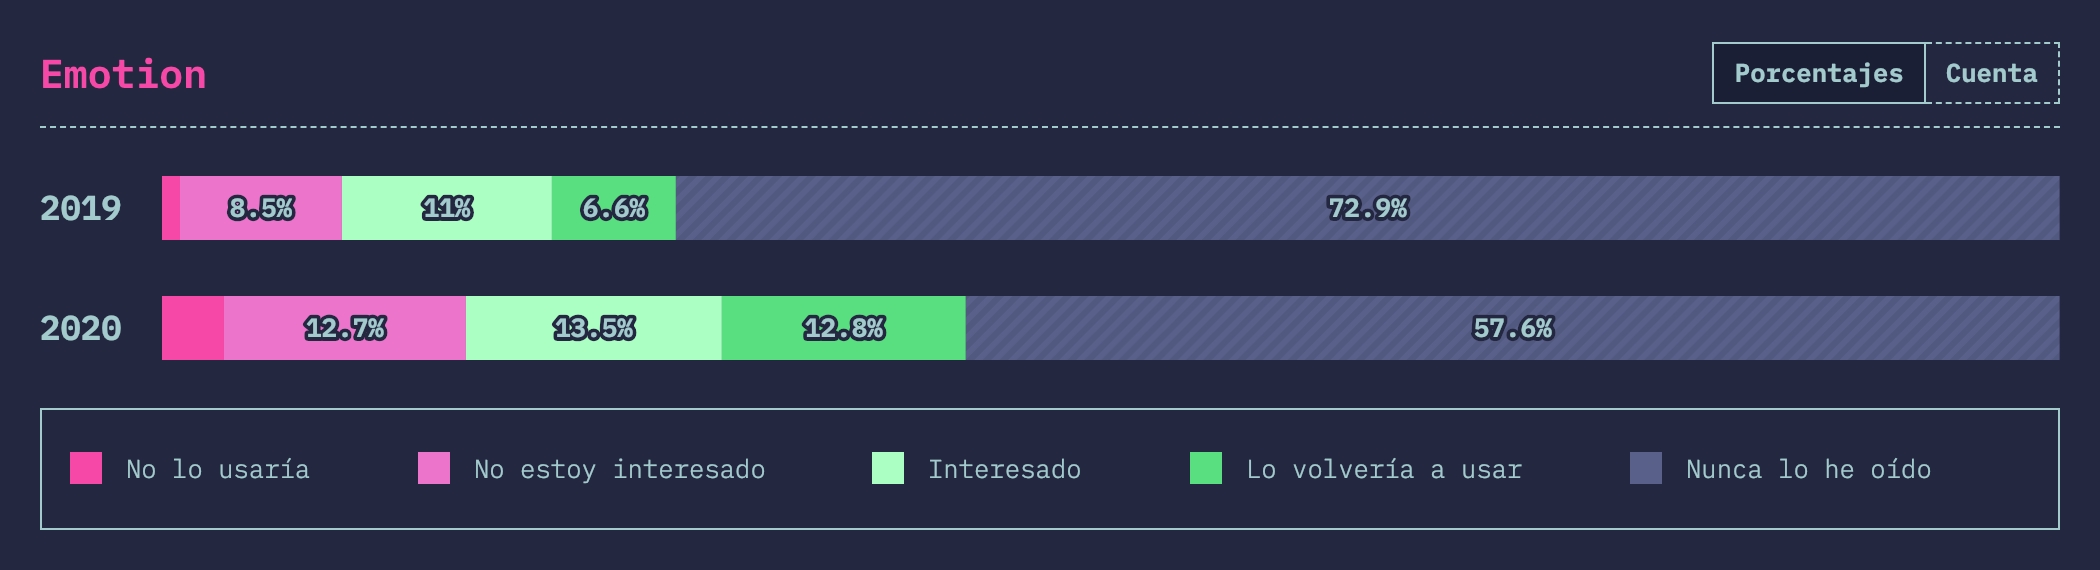 Emotion
Porcentajes Cuenta
2019 8.5% 11% 6.6% 72.9%
2020 12.7% 13.5% 12.8% 57.6%
No lo usaría No estoy interesado Interesado Lo volvería a usar Nunca lo he oído